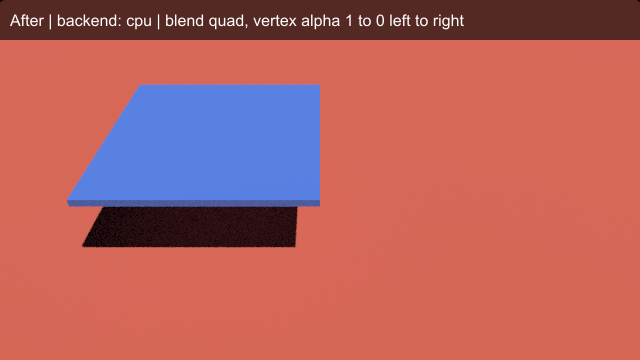 After | backend: cpu | blend quad, vertex alpha 1 to 0 left to right